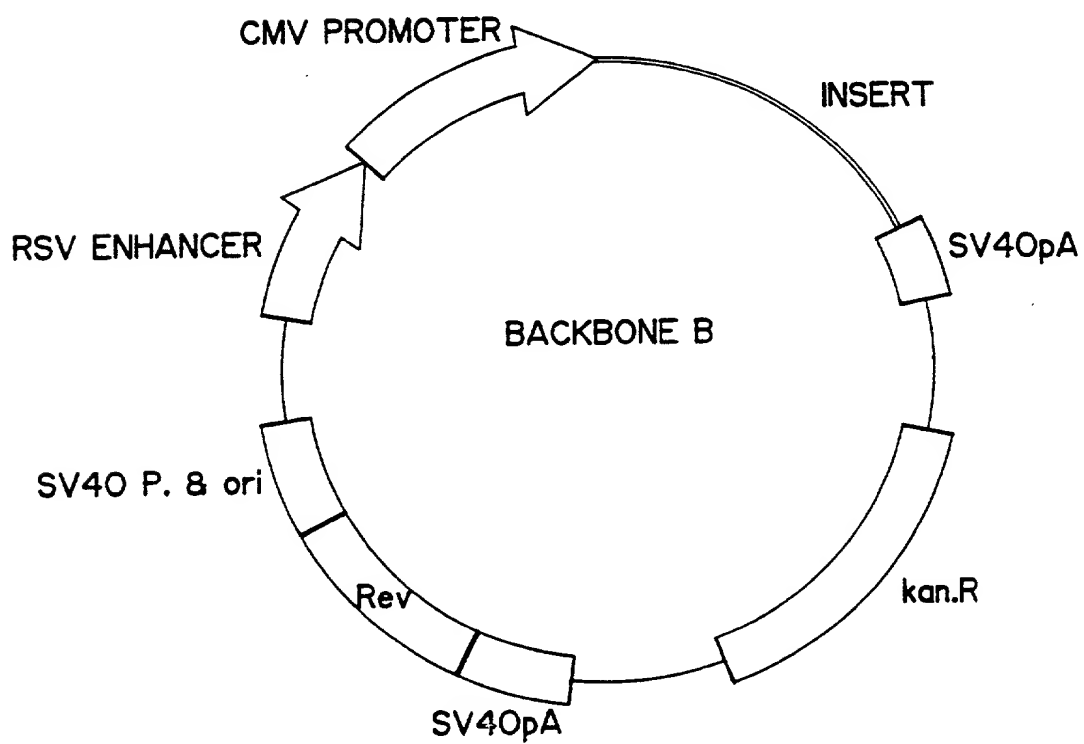 CMV PROMOTER
INSERT
RSV ENHANCER
SV40pA
BACKBONE B
SV40 P. & ori
Rev
kan.R
SV40pA